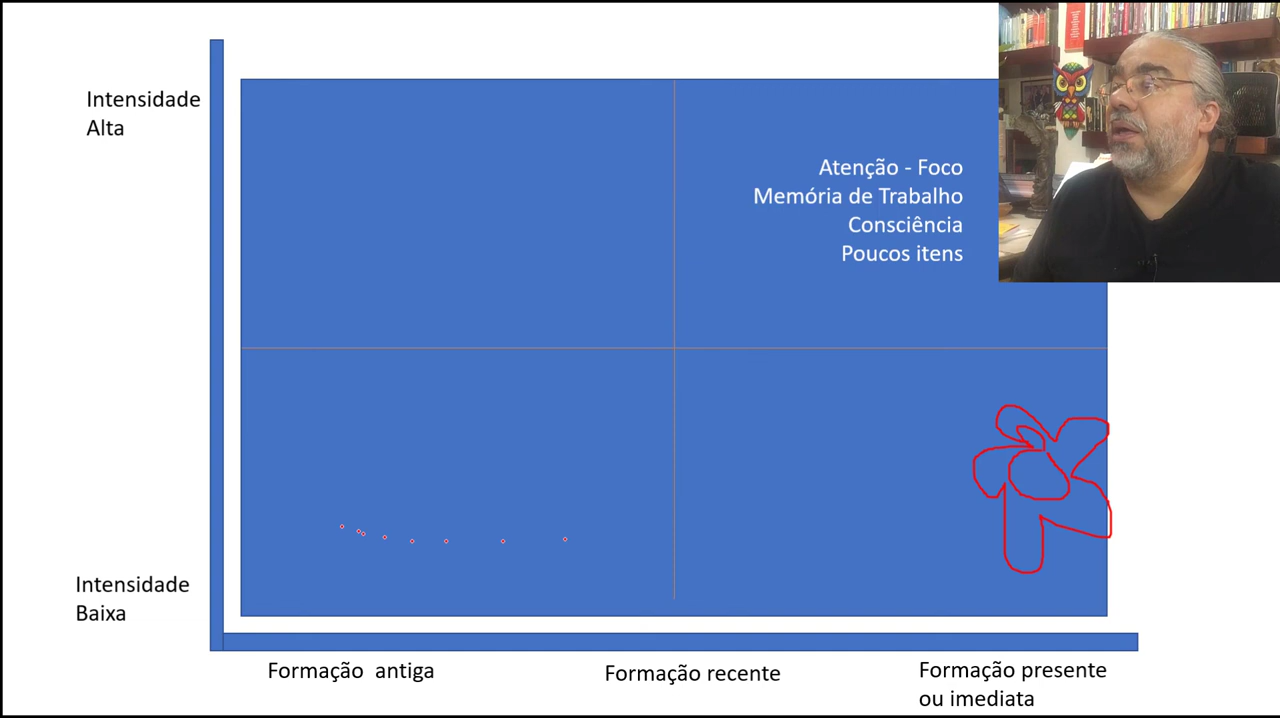 Intensidade
Alta
Atenção - Foco
Memória de Trabalho
Consciência
Poucos itens
Intensidade
Baixa
Formação  antiga
Formação recente
Formação presente
ou imediata